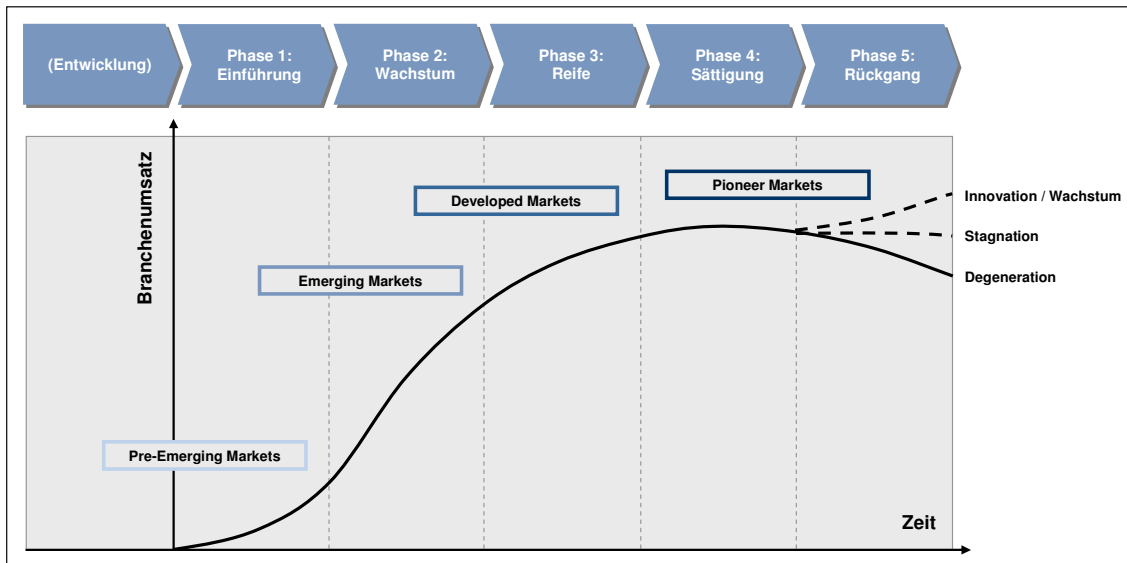 (Entwicklung)
Phase 1:
Einführung
Phase 2:
Wachstum
Phase 3:
Reife
Phase 4:
Sättigung
Phase 5:
Rückgang
Branchenumsatz
Pioneer Markets
Developed Markets
Emerging Markets
Pre-Emerging Markets
Innovation / Wachstum
Stagnation
Degeneration
Zeit